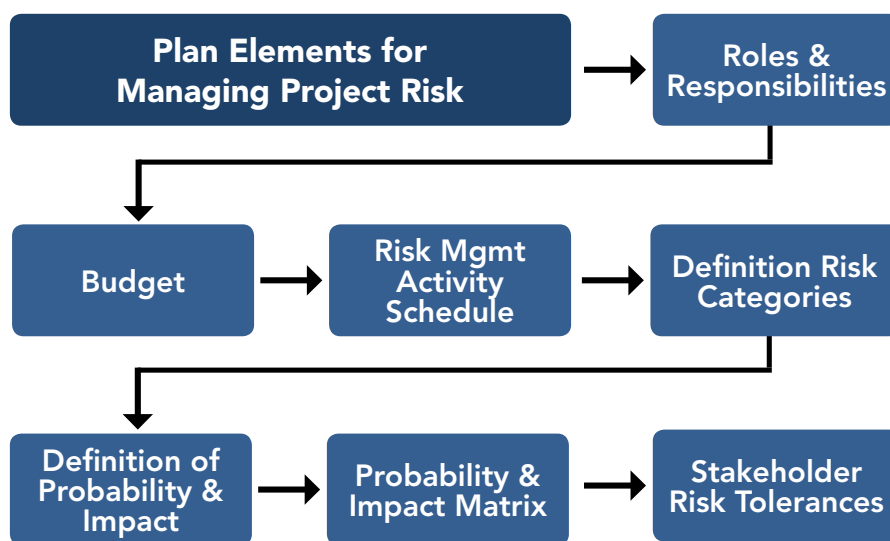 Plan Elements for
Managing Project Risk
Roles &
Responsibilities
Budget
Risk Mgmt
Activity
Schedule
Definition Risk
Categories
Definition of
Probability &
Impact
Probability &
Impact Matrix
Stakeholder
Risk Tolerances